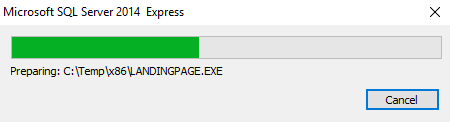 Microsoft SQL Server 2014 Express
Preparing: C:\Temp\x86\LANDINGPAGE.EXE
Cancel